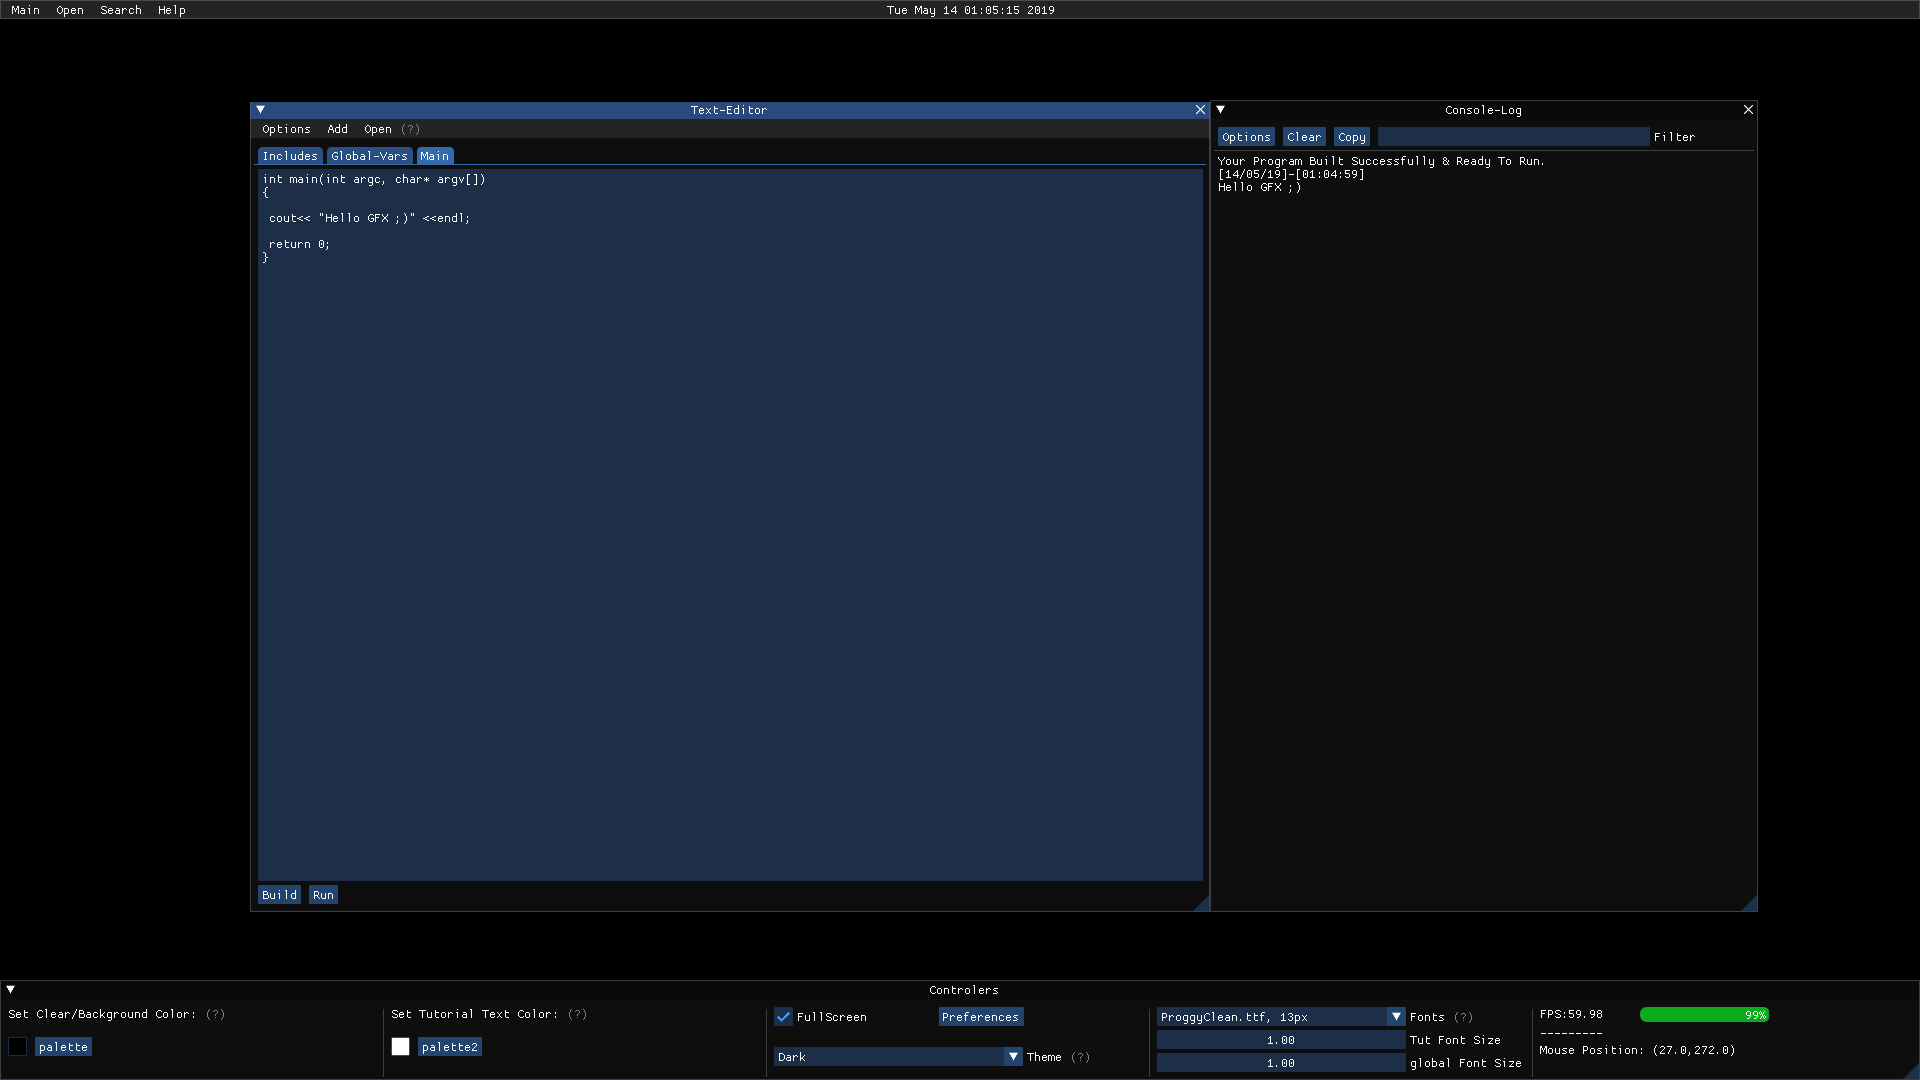 Main Open Search Help Tue May 14 01:05:15 2019
Text-Editor
Options Add Open (?)
Includes Global-Vars Main
int main(int argc, char* argv[])
{
cout<< "Hello GFX ;)" <<endl;
return 0;
}
Build Run
Console-Log
Options Clear Copy Filter
Your Program Built Successfully & Ready To Run.
[14/05/19]-[01:04:59]
Hello GFX ;)
Controlers
Set Clear/Background Color: (?)
palette
Set Tutorial Text Color: (?)
palette2
FullScreen Preferences
Dark Theme (?)
ProggyClean.ttf, 13px Fonts (?)
1.00 Tut Font Size
1.00 global Font Size
FPS:59.98 99%
---------
Mouse Position: (27.0,272.0)